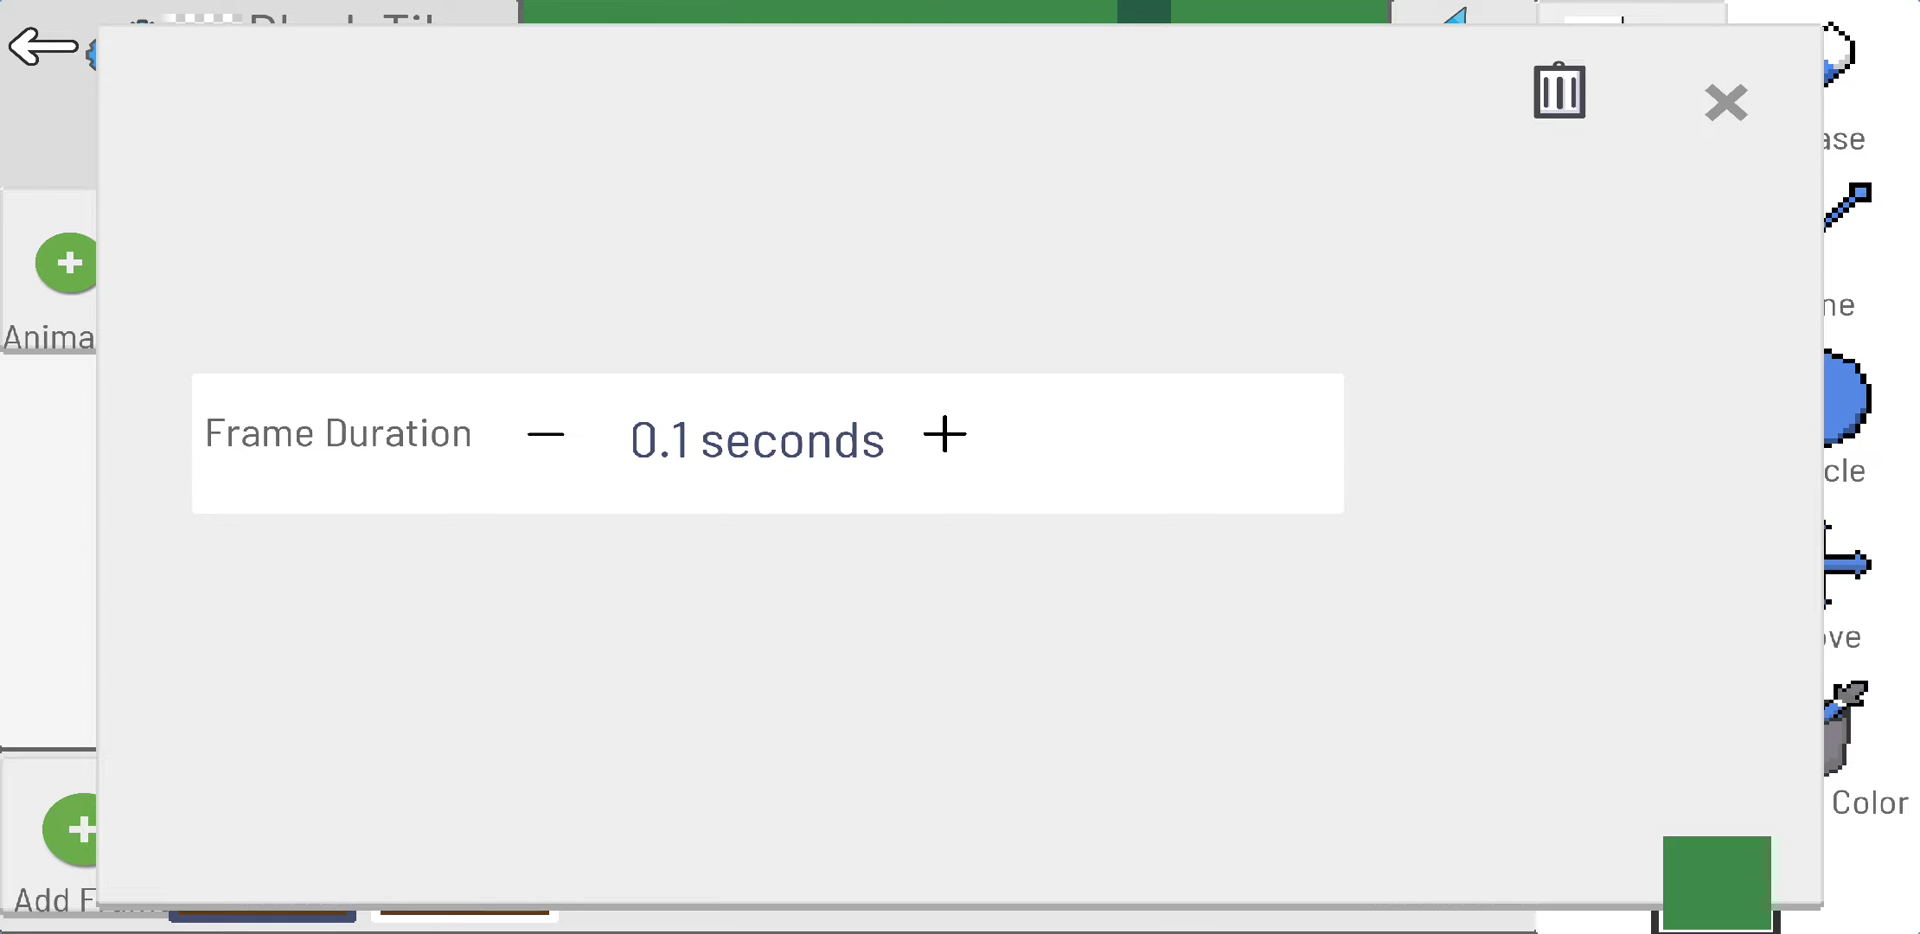 Anima
Frame Duration
0.1 seconds
Add F
ase
ne
cle
ve
Color